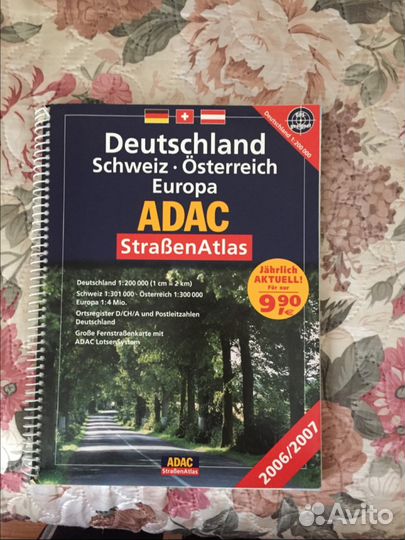 Deutschland 1:200 000
Deutschland
Schweiz · Österreich
Europa
ADAC
StraßenAtlas
Jährlich
AKTUELL!
Für nur
9,90
Deutschland 1:200 000 (1 cm = 2 km)
Schweiz 1:301 000 · Österreich 1:300 000
Europa 1:4 Mio.
Ortsregister D/CH/A und Postleitzahlen
Deutschland
Große Fernstraßenkarte mit
ADAC LotsenSystem
2006/2007
ADAC
StraßenAtlas
Avito